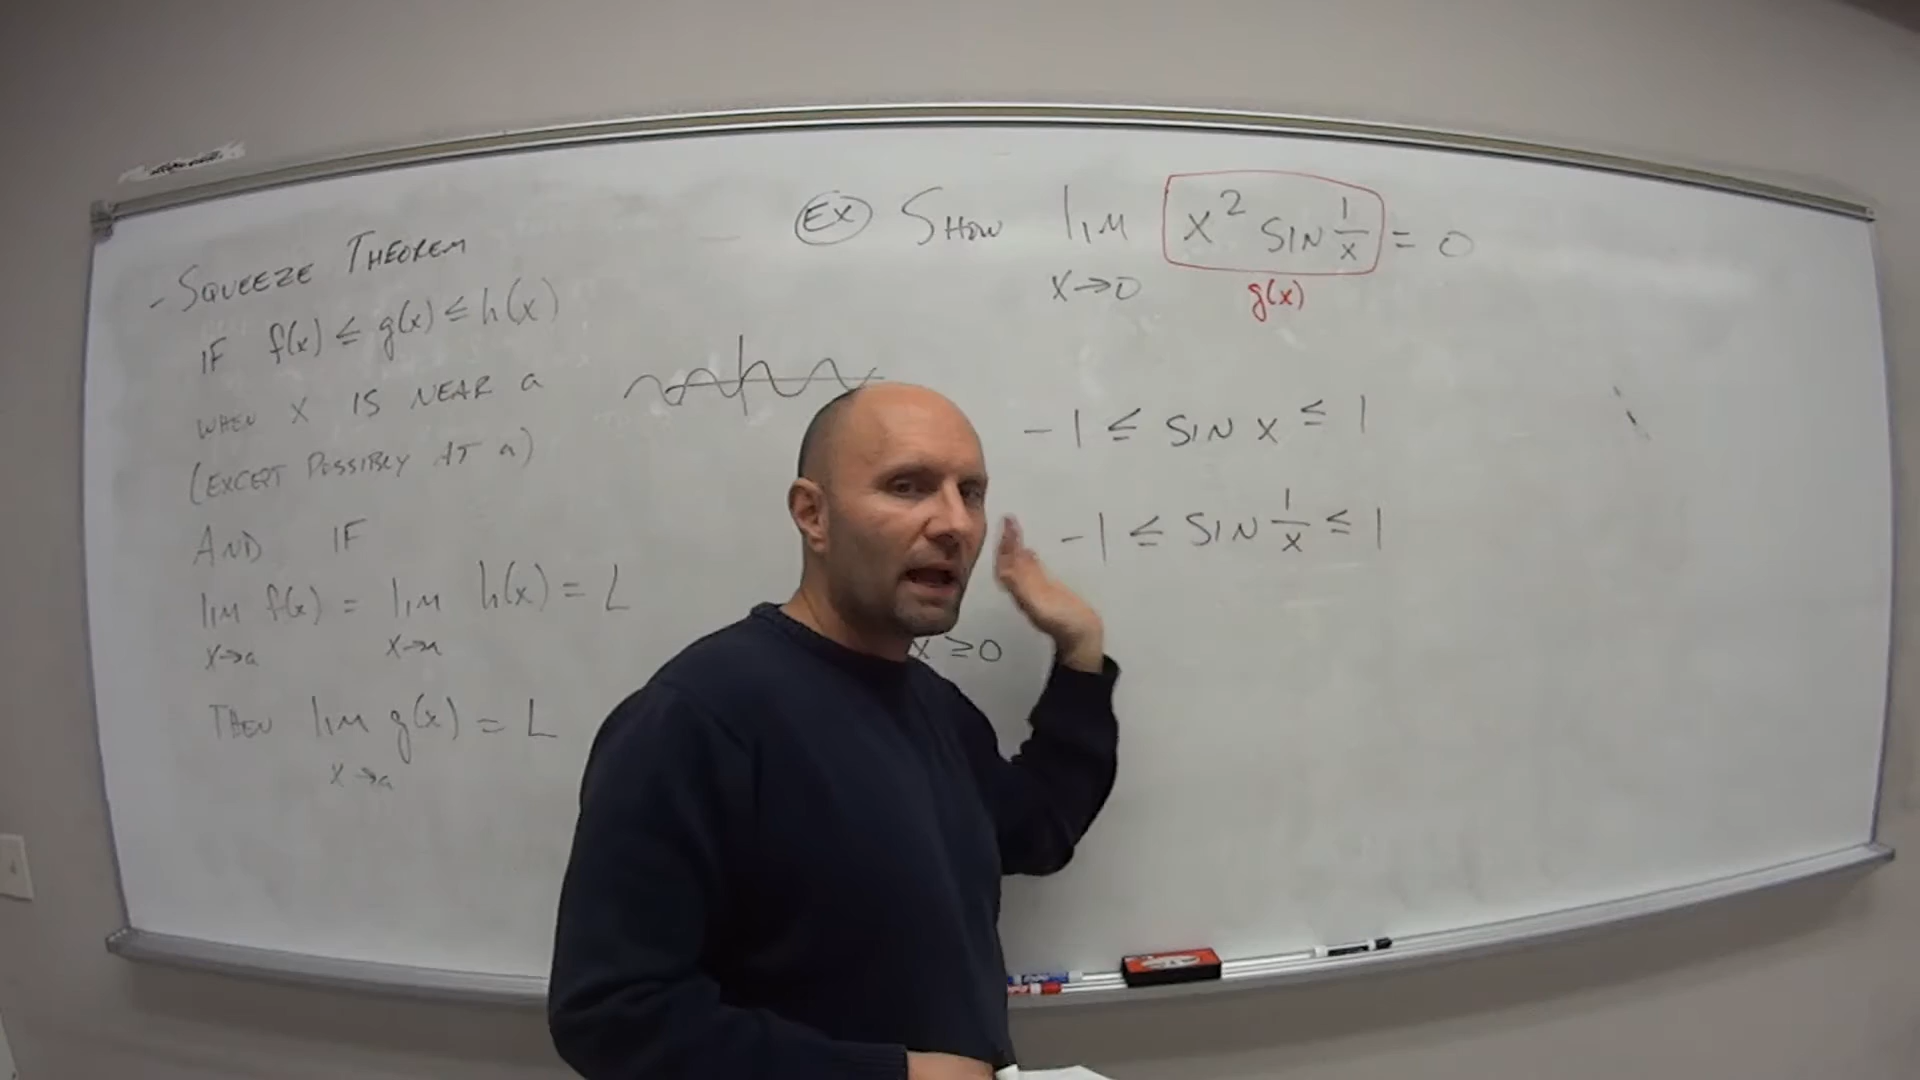 - SQUEEZE THEOREM
IF f(x) ≤ g(x) ≤ h(x)
WHEN X IS NEAR a
(EXCEPT POSSIBLY AT a)
AND IF
lim f(x) = lim h(x) = L
x→a x→a
THEN lim g(x) = L
x→a
EX SHOW lim x² SIN 1/x = 0
x→0 g(x)
-1 ≤ SIN x ≤ 1
-1 ≤ SIN 1/x ≤ 1
x ≥ 0